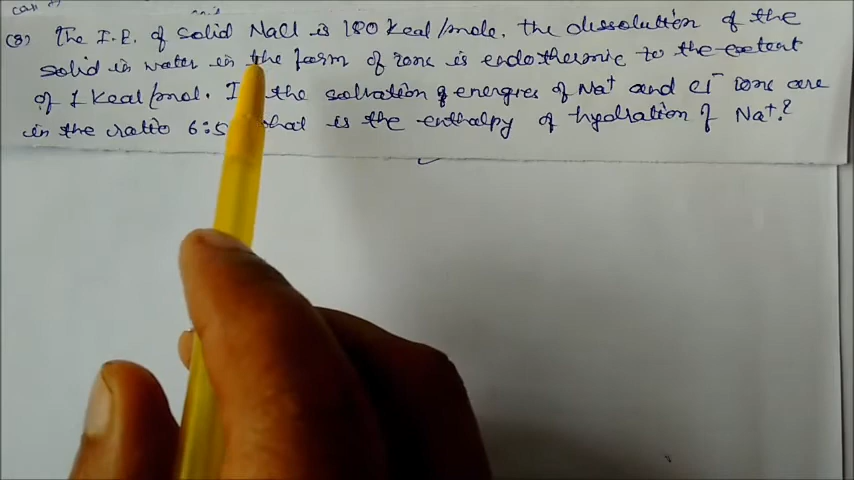 (8) The I.E. of solid NaCl is 180 Kcal/mole. the dissolution of the
solid in water in the form of ions is endothermic to the extent
of 1 Kcal/mol. I the solvation energies of Na+ and cl- ions are
in the ratio 6:5 what is the enthalpy of hydration of Na+?